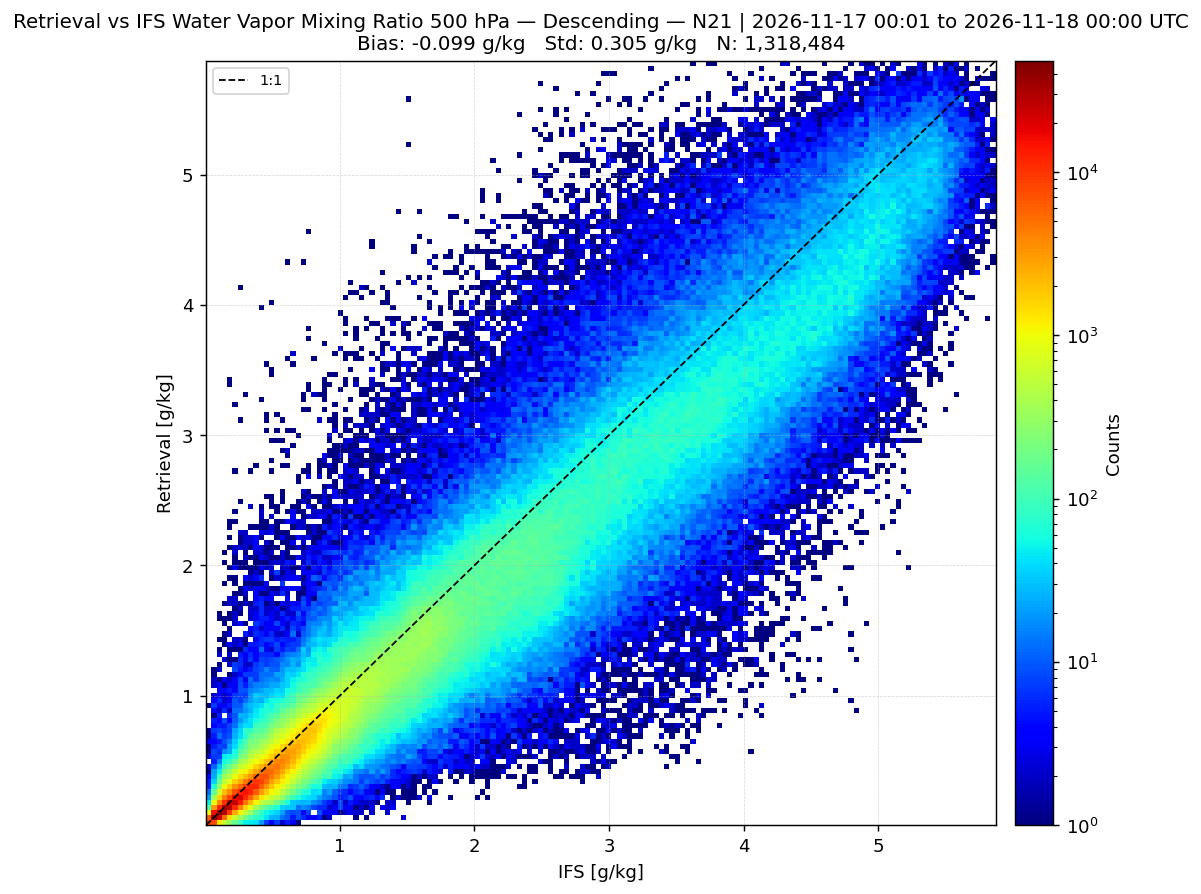 Retrieval vs IFS Water Vapor Mixing Ratio 500 hPa — Descending — N21 | 2026-11-17 00:01 to 2026-11-18 00:00 UTC
Bias: -0.099 g/kg Std: 0.305 g/kg N: 1,318,484
1:1
5
4
3
2
1
Retrieval [g/kg]
1 2 3 4 5
IFS [g/kg]
10⁴
10³
10²
10¹
10⁰
Counts